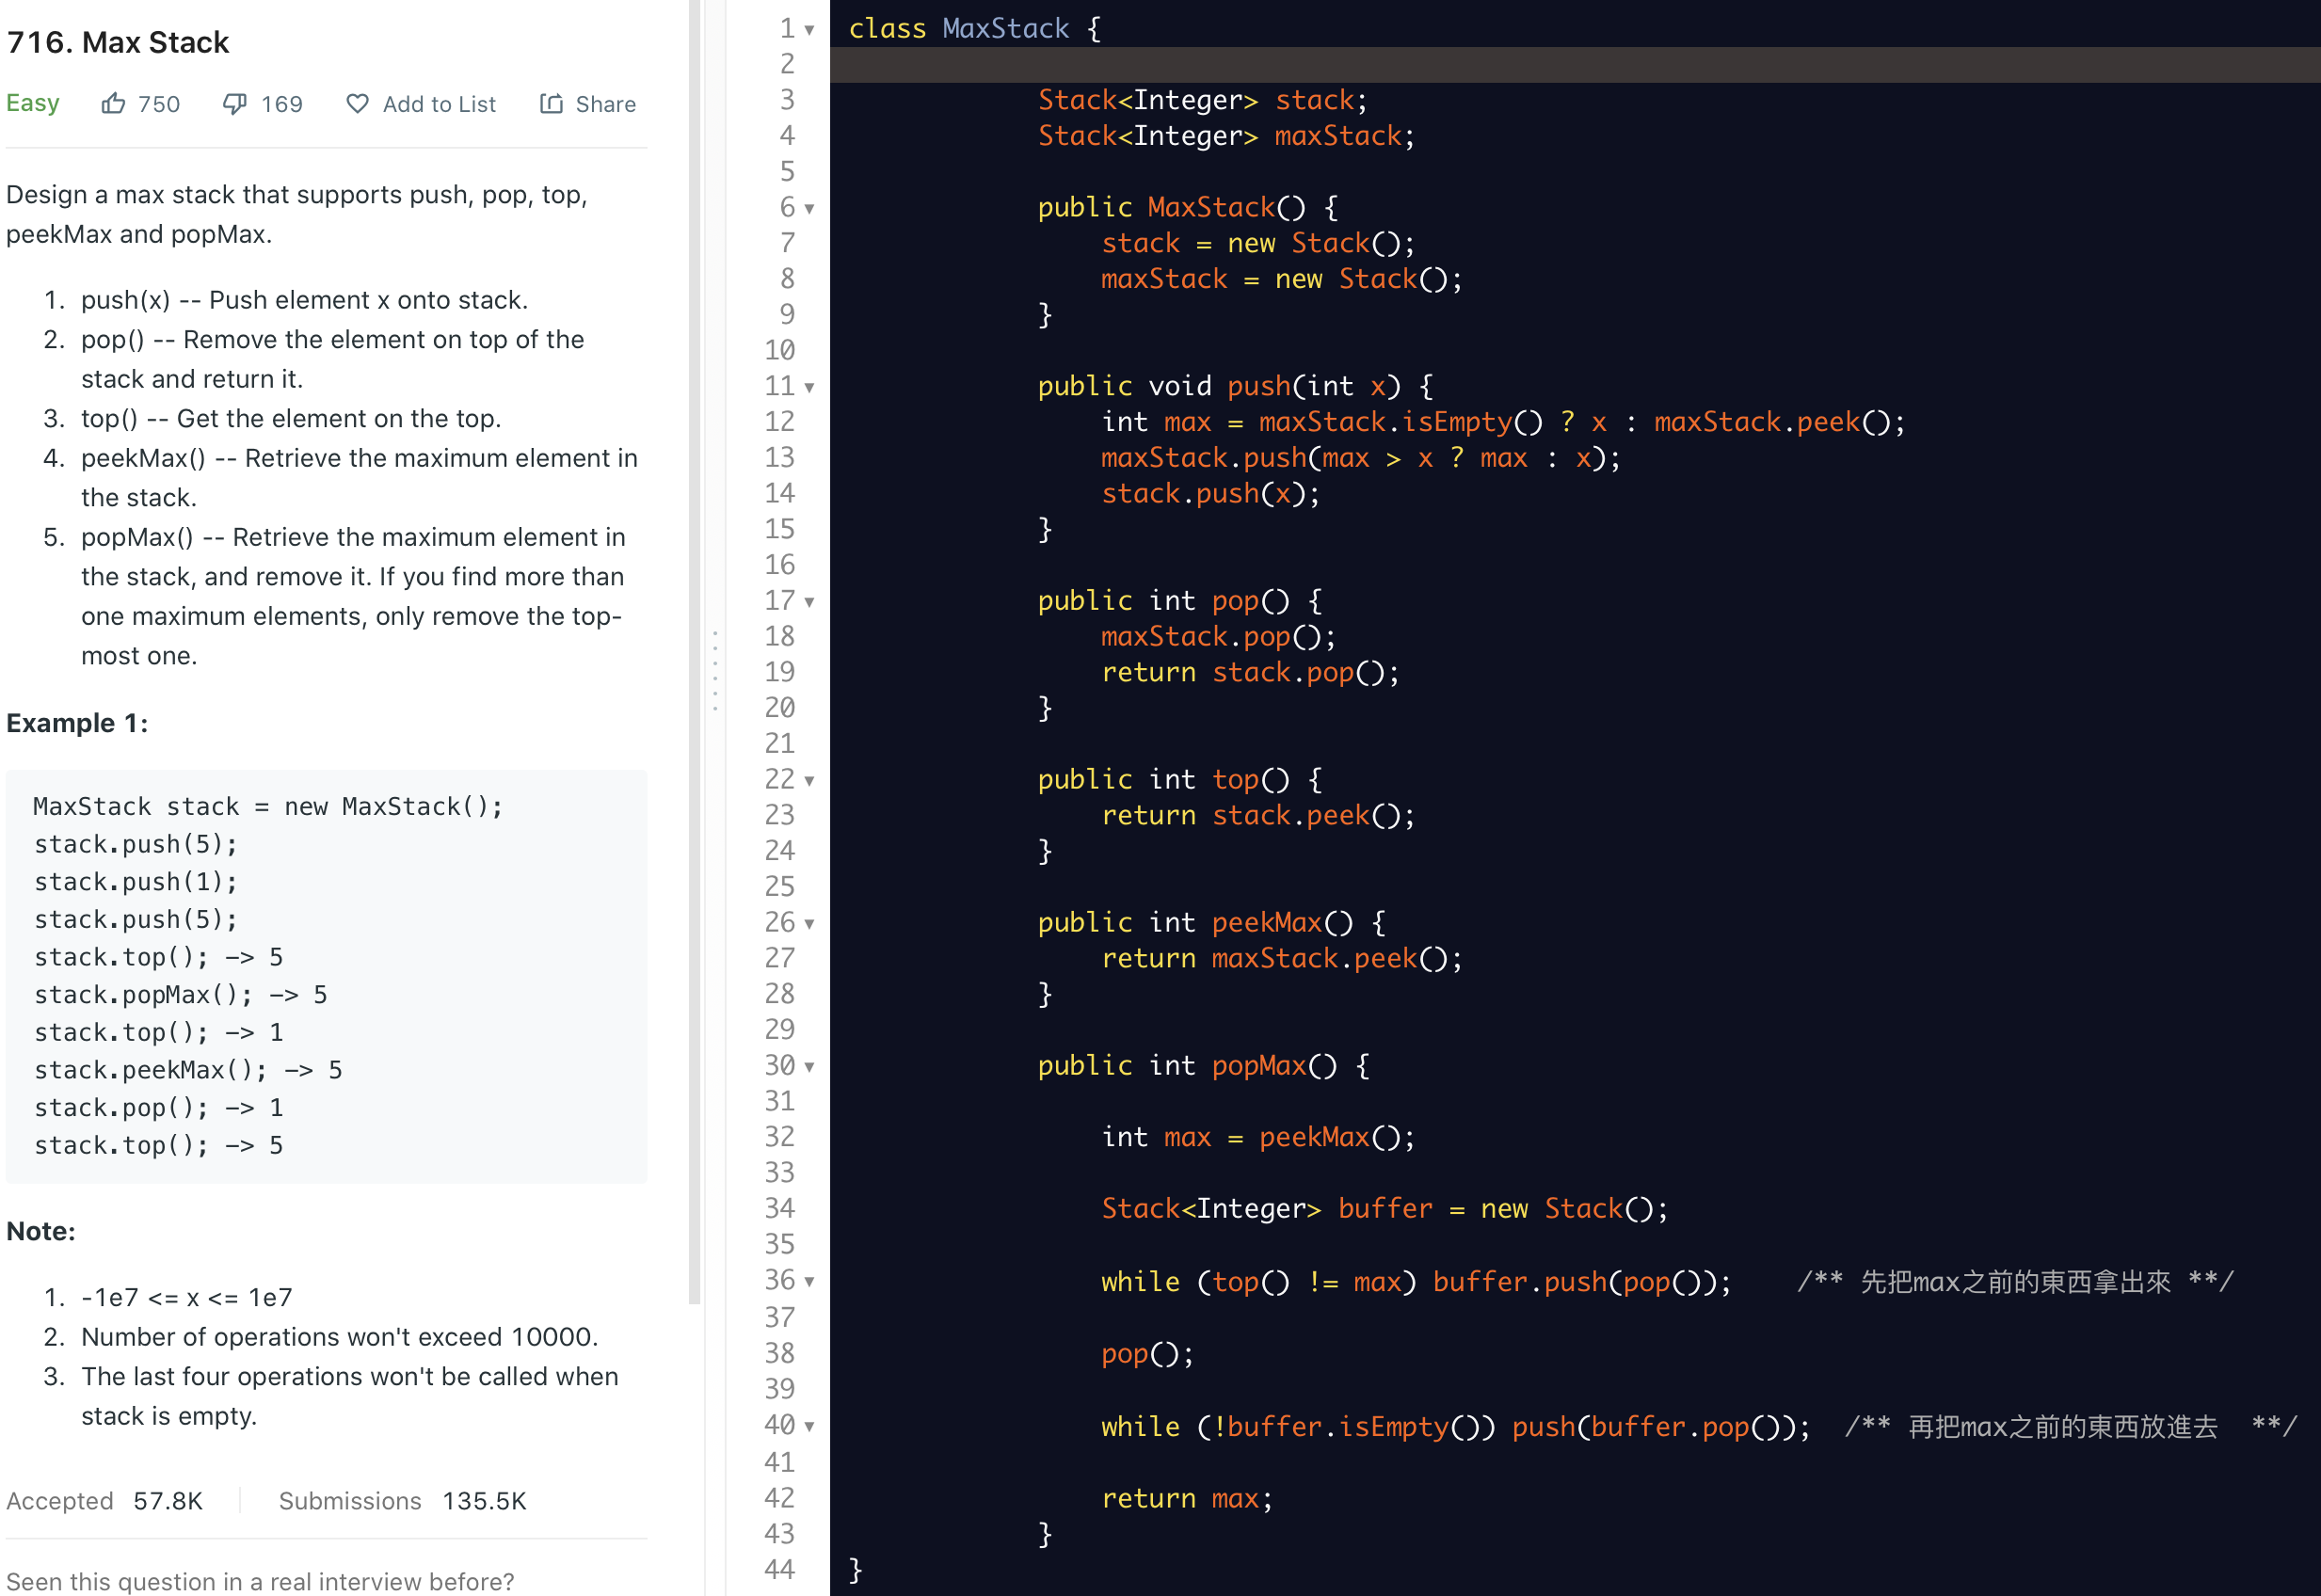 716. Max Stack
Easy 750 169 Add to List Share
Design a max stack that supports push, pop, top,
peekMax and popMax.
1. push(x) -- Push element x onto stack.
2. pop() -- Remove the element on top of the
stack and return it.
3. top() -- Get the element on the top.
4. peekMax() -- Retrieve the maximum element in
the stack.
5. popMax() -- Retrieve the maximum element in
the stack, and remove it. If you find more than
one maximum elements, only remove the top-
most one.
Example 1:
MaxStack stack = new MaxStack();
stack.push(5);
stack.push(1);
stack.push(5);
stack.top(); -> 5
stack.popMax(); -> 5
stack.top(); -> 1
stack.peekMax(); -> 5
stack.pop(); -> 1
stack.top(); -> 5
Note:
1. -1e7 <= x <= 1e7
2. Number of operations won't exceed 10000.
3. The last four operations won't be called when
stack is empty.
Accepted 57.8K Submissions 135.5K
Seen this question in a real interview before?
1 class MaxStack {
2
3 Stack<Integer> stack;
4 Stack<Integer> maxStack;
5
6 public MaxStack() {
7 stack = new Stack();
8 maxStack = new Stack();
9 }
10
11 public void push(int x) {
12 int max = maxStack.isEmpty() ? x : maxStack.peek();
13 maxStack.push(max > x ? max : x);
14 stack.push(x);
15 }
16
17 public int pop() {
18 maxStack.pop();
19 return stack.pop();
20 }
21
22 public int top() {
23 return stack.peek();
24 }
25
26 public int peekMax() {
27 return maxStack.peek();
28 }
29
30 public int popMax() {
31
32 int max = peekMax();
33
34 Stack<Integer> buffer = new Stack();
35
36 while (top() != max) buffer.push(pop()); /** 先把max之前的東西拿出來 **/
37
38 pop();
39
40 while (!buffer.isEmpty()) push(buffer.pop()); /** 再把max之前的東西放進去 **/
41
42 return max;
43 }
44 }